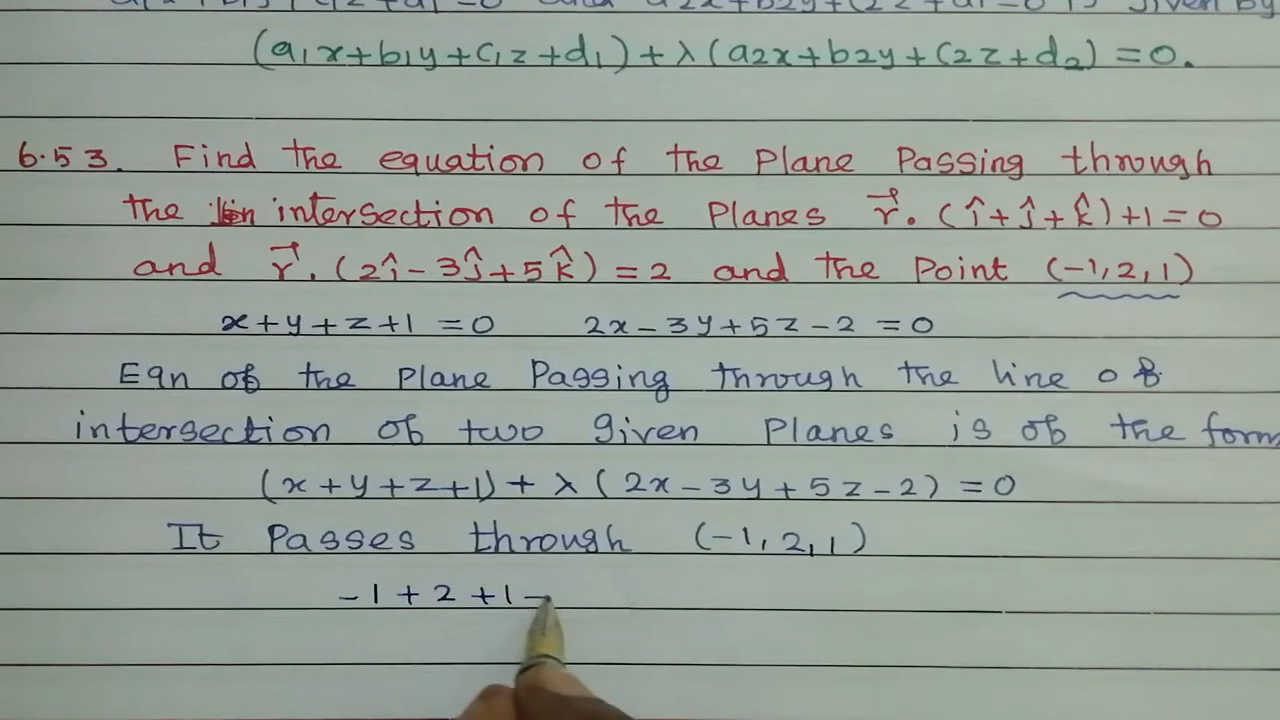 (a₁x+b₁y+c₁z+d₁)+λ(a₂x+b₂y+c₂z+d₂)=0.
6.53. Find the equation of the Plane Passing through
the intersection of the Planes r⃗.(î+ĵ+k̂)+1=0
and r⃗.(2î-3ĵ+5k̂)=2 and the Point (-1,2,1)
x+y+z+1=0 2x-3y+5z-2=0
Eqn of the Plane Passing through the line of
intersection of two given Planes is of the form
(x+y+z+1)+λ(2x-3y+5z-2)=0
It Passes through (-1,2,1)
-1+2+1